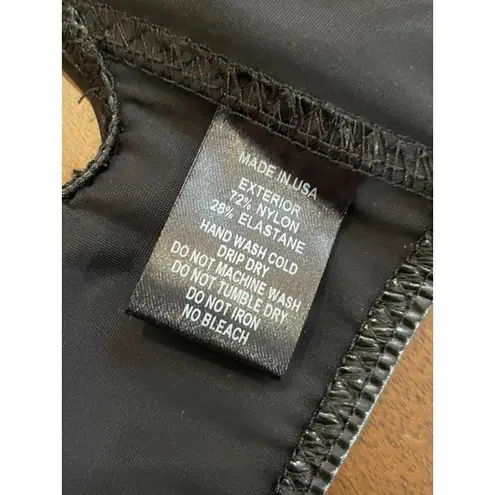 MADE IN USA
EXTERIOR
72% NYLON
28% ELASTANE
HAND WASH COLD
DRIP DRY
DO NOT MACHINE WASH
DO NOT TUMBLE DRY
DO NOT IRON
NO BLEACH